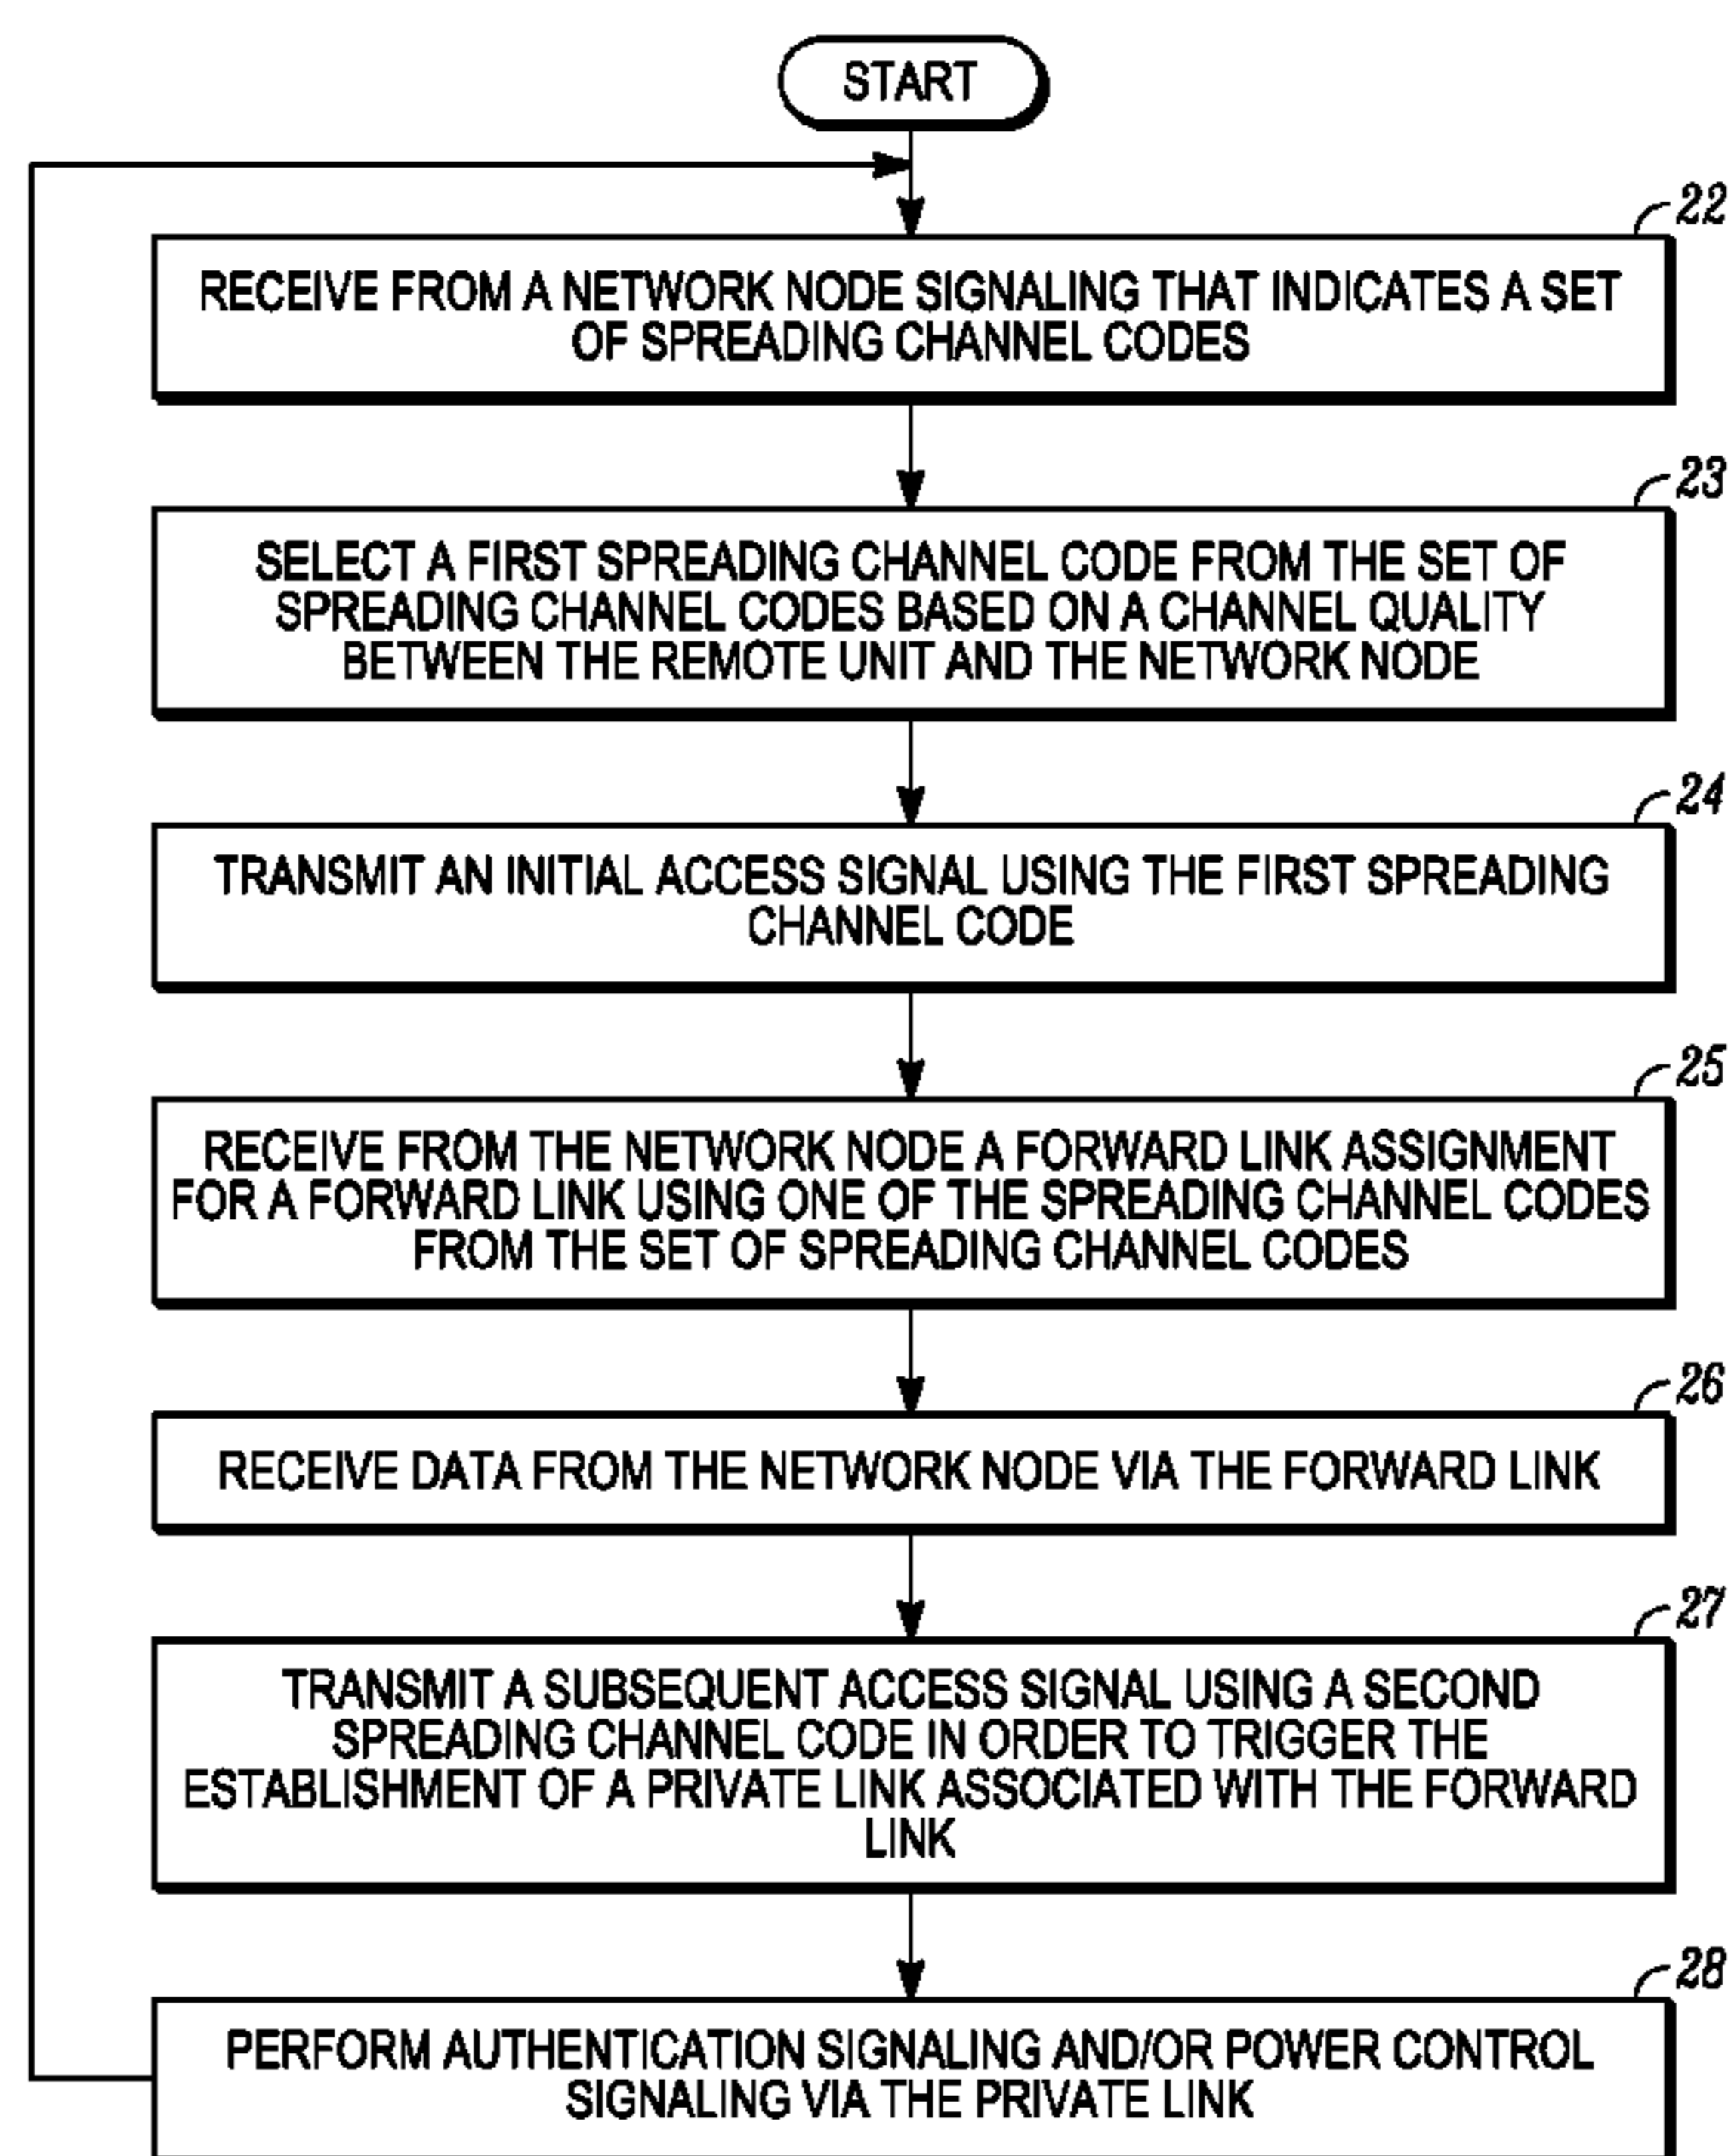 START
22
RECEIVE FROM A NETWORK NODE SIGNALING THAT INDICATES A SET
OF SPREADING CHANNEL CODES
23
SELECT A FIRST SPREADING CHANNEL CODE FROM THE SET OF
SPREADING CHANNEL CODES BASED ON A CHANNEL QUALITY
BETWEEN THE REMOTE UNIT AND THE NETWORK NODE
24
TRANSMIT AN INITIAL ACCESS SIGNAL USING THE FIRST SPREADING
CHANNEL CODE
25
RECEIVE FROM THE NETWORK NODE A FORWARD LINK ASSIGNMENT
FOR A FORWARD LINK USING ONE OF THE SPREADING CHANNEL CODES
FROM THE SET OF SPREADING CHANNEL CODES
26
RECEIVE DATA FROM THE NETWORK NODE VIA THE FORWARD LINK
27
TRANSMIT A SUBSEQUENT ACCESS SIGNAL USING A SECOND
SPREADING CHANNEL CODE IN ORDER TO TRIGGER THE
ESTABLISHMENT OF A PRIVATE LINK ASSOCIATED WITH THE FORWARD
LINK
28
PERFORM AUTHENTICATION SIGNALING AND/OR POWER CONTROL
SIGNALING VIA THE PRIVATE LINK